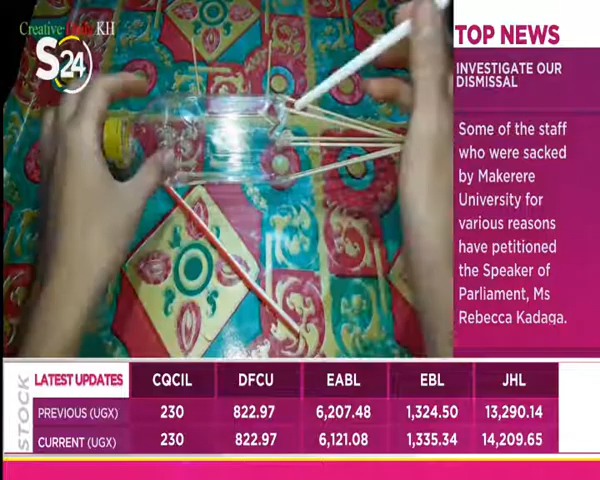 Creative-Daily KH
S24
TOP NEWS
INVESTIGATE OUR
DISMISSAL
Some of the staff
who were sacked
by Makerere
University for
various reasons
have petitioned
the Speaker of
Parliament, Ms
Rebecca Kadaga.
STOCK
LATEST UPDATES CQCIL DFCU EABL EBL JHL
PREVIOUS (UGX) 230 822.97 6,207.48 1,324.50 13,290.14
CURRENT (UGX) 230 822.97 6,121.08 1,335.34 14,209.65